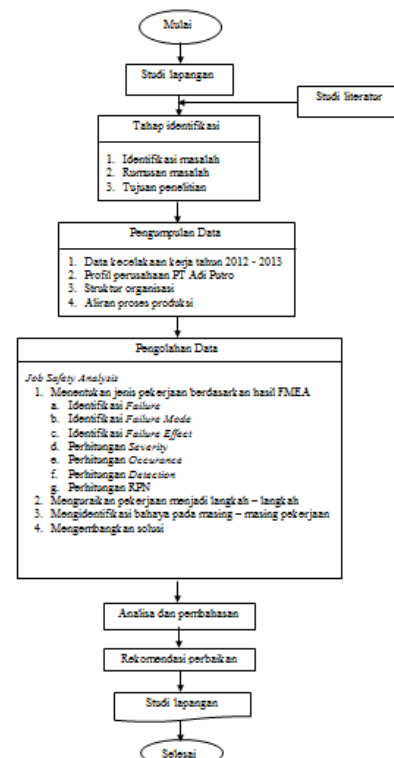 Mulai
Studi lapangan
Studi literatur
Tahap identifikasi
1. Identifikasi masalah
2. Rumusan masalah
3. Tujuan penelitian
Pengumpulan Data
1. Data kecelakaan kerja tahun 2012 - 2013
2. Profil perusahaan PT Adi Putro
3. Struktur organisasi
4. Aliran proses produksi
Pengolahan Data
Job Safety Analysis
1. Menentukan jenis pekerjaan berdasarkan hasil FMEA
a. Identifikasi Failure
b. Identifikasi Failure Mode
c. Identifikasi Failure Effect
d. Perhitungan Severity
e. Perhitungan Occurance
f. Perhitungan Detection
g. Perhitungan RPN
2. Menguraikan pekerjaan menjadi langkah – langkah
3. Mengidentifikasi bahaya pada masing – masing pekerjaan
4. Mengembangkan solusi
Analisa dan pembahasan
Rekomendasi perbaikan
Studi lapangan
Selesai